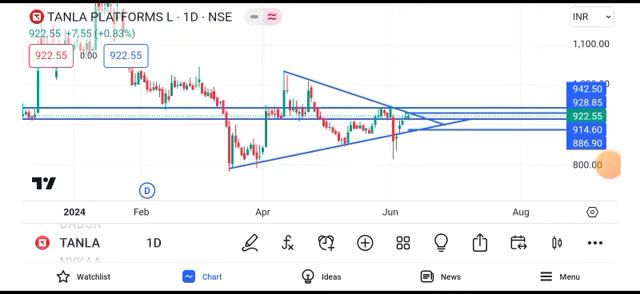 TANLA PLATFORMS L · 1D · NSE
INR
922.55 +7.55 (+0.83%)
922.55 0.00 922.55
1,100.00
942.50
928.85
922.55
914.60
886.90
800.00
D
2024 Feb Apr Jun Aug
TANLA 1D
NYKAA
Watchlist Chart Ideas News Menu